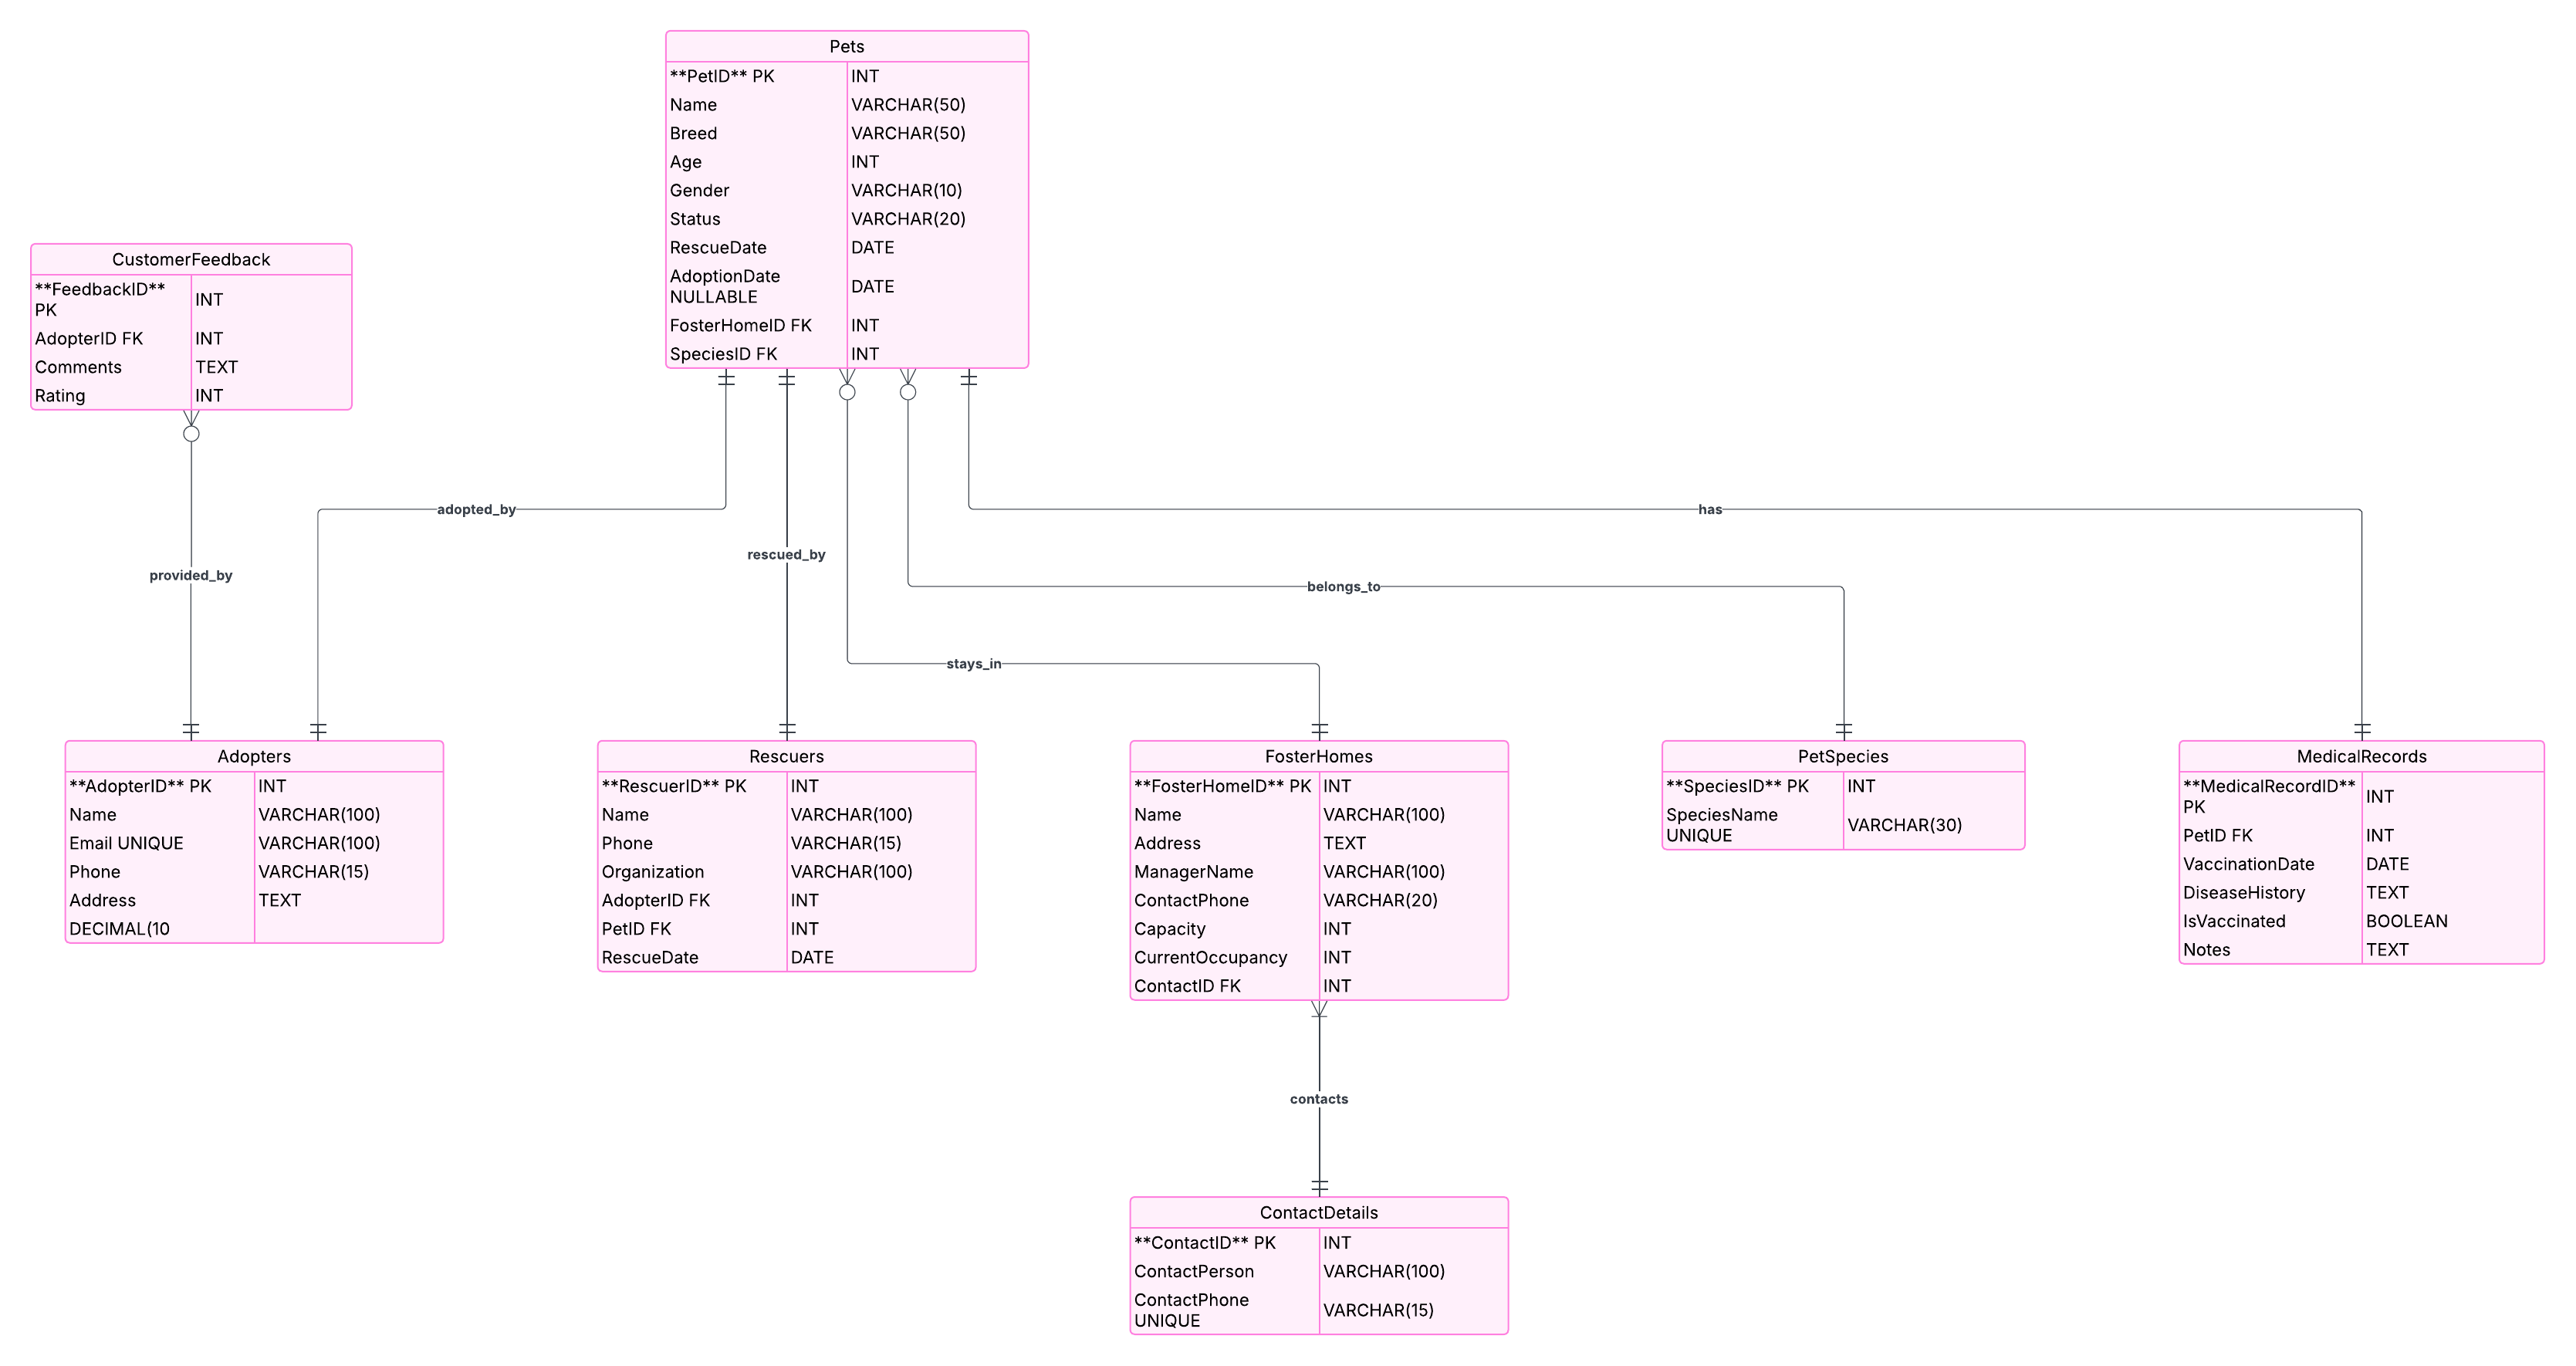 Pets
**PetID** PK INT
Name VARCHAR(50)
Breed VARCHAR(50)
Age INT
Gender VARCHAR(10)
Status VARCHAR(20)
RescueDate DATE
AdoptionDate
NULLABLE DATE
FosterHomeID FK INT
SpeciesID FK INT
CustomerFeedback
**FeedbackID**
PK INT
AdopterID FK INT
Comments TEXT
Rating INT
adopted_by
has
rescued_by
provided_by
belongs_to
stays_in
Adopters
**AdopterID** PK INT
Name VARCHAR(100)
Email UNIQUE VARCHAR(100)
Phone VARCHAR(15)
Address TEXT
DECIMAL(10
Rescuers
**RescuerID** PK INT
Name VARCHAR(100)
Phone VARCHAR(15)
Organization VARCHAR(100)
AdopterID FK INT
PetID FK INT
RescueDate DATE
FosterHomes
**FosterHomeID** PK INT
Name VARCHAR(100)
Address TEXT
ManagerName VARCHAR(100)
ContactPhone VARCHAR(20)
Capacity INT
CurrentOccupancy INT
ContactID FK INT
PetSpecies
**SpeciesID** PK INT
SpeciesName
UNIQUE VARCHAR(30)
MedicalRecords
**MedicalRecordID**
PK INT
PetID FK INT
VaccinationDate DATE
DiseaseHistory TEXT
IsVaccinated BOOLEAN
Notes TEXT
contacts
ContactDetails
**ContactID** PK INT
ContactPerson VARCHAR(100)
ContactPhone
UNIQUE VARCHAR(15)